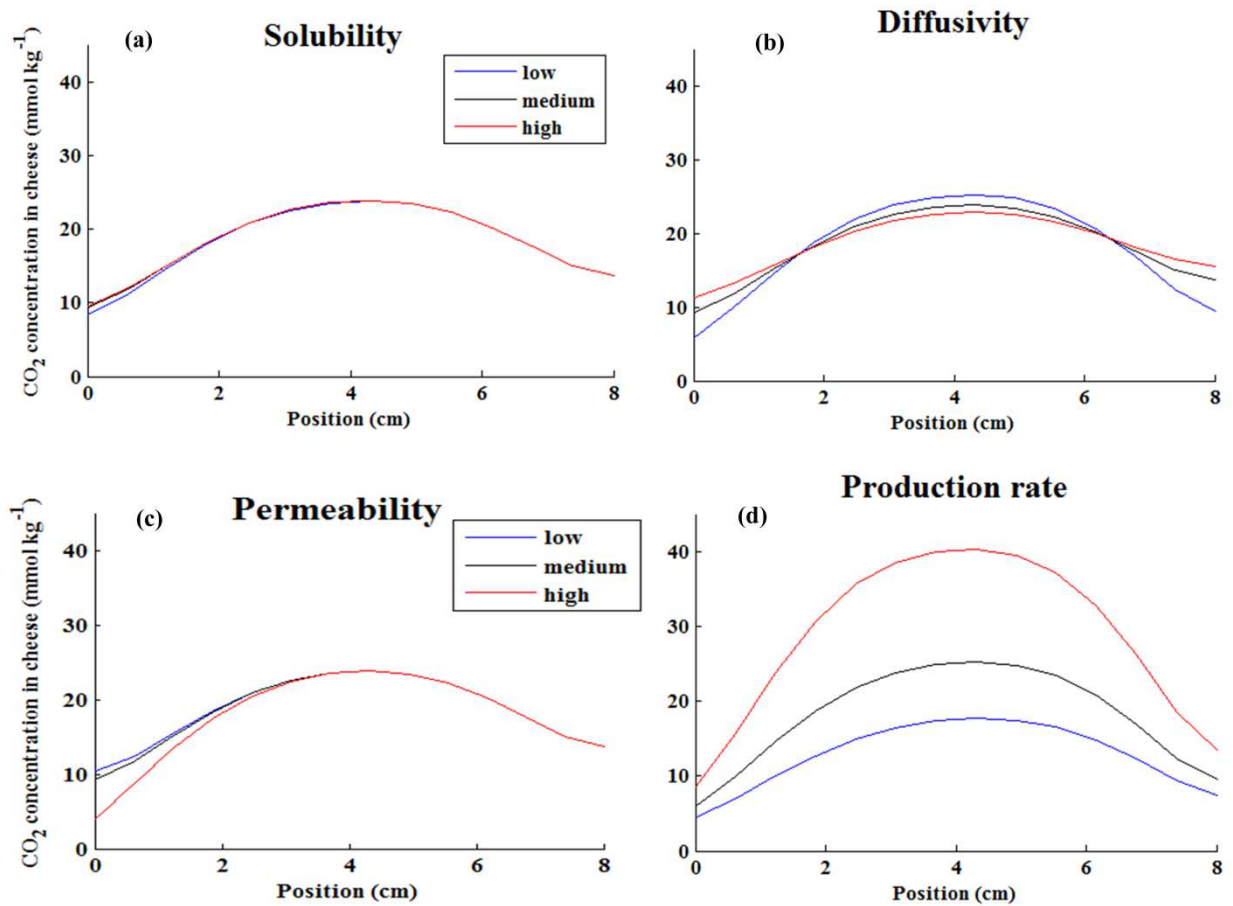 (a) Solubility
low
medium
high
CO₂ concentration in cheese (mmol kg⁻¹)
40
30
20
10
0
0 2 4 6 8
Position (cm)
(b) Diffusivity
40
30
20
10
0
0 2 4 6 8
Position (cm)
(c) Permeability
low
medium
high
CO₂ concentration in cheese (mmol kg⁻¹)
40
30
20
10
0
0 2 4 6 8
Position (cm)
Production rate
(d)
40
30
20
10
0
0 2 4 6 8
Position (cm)